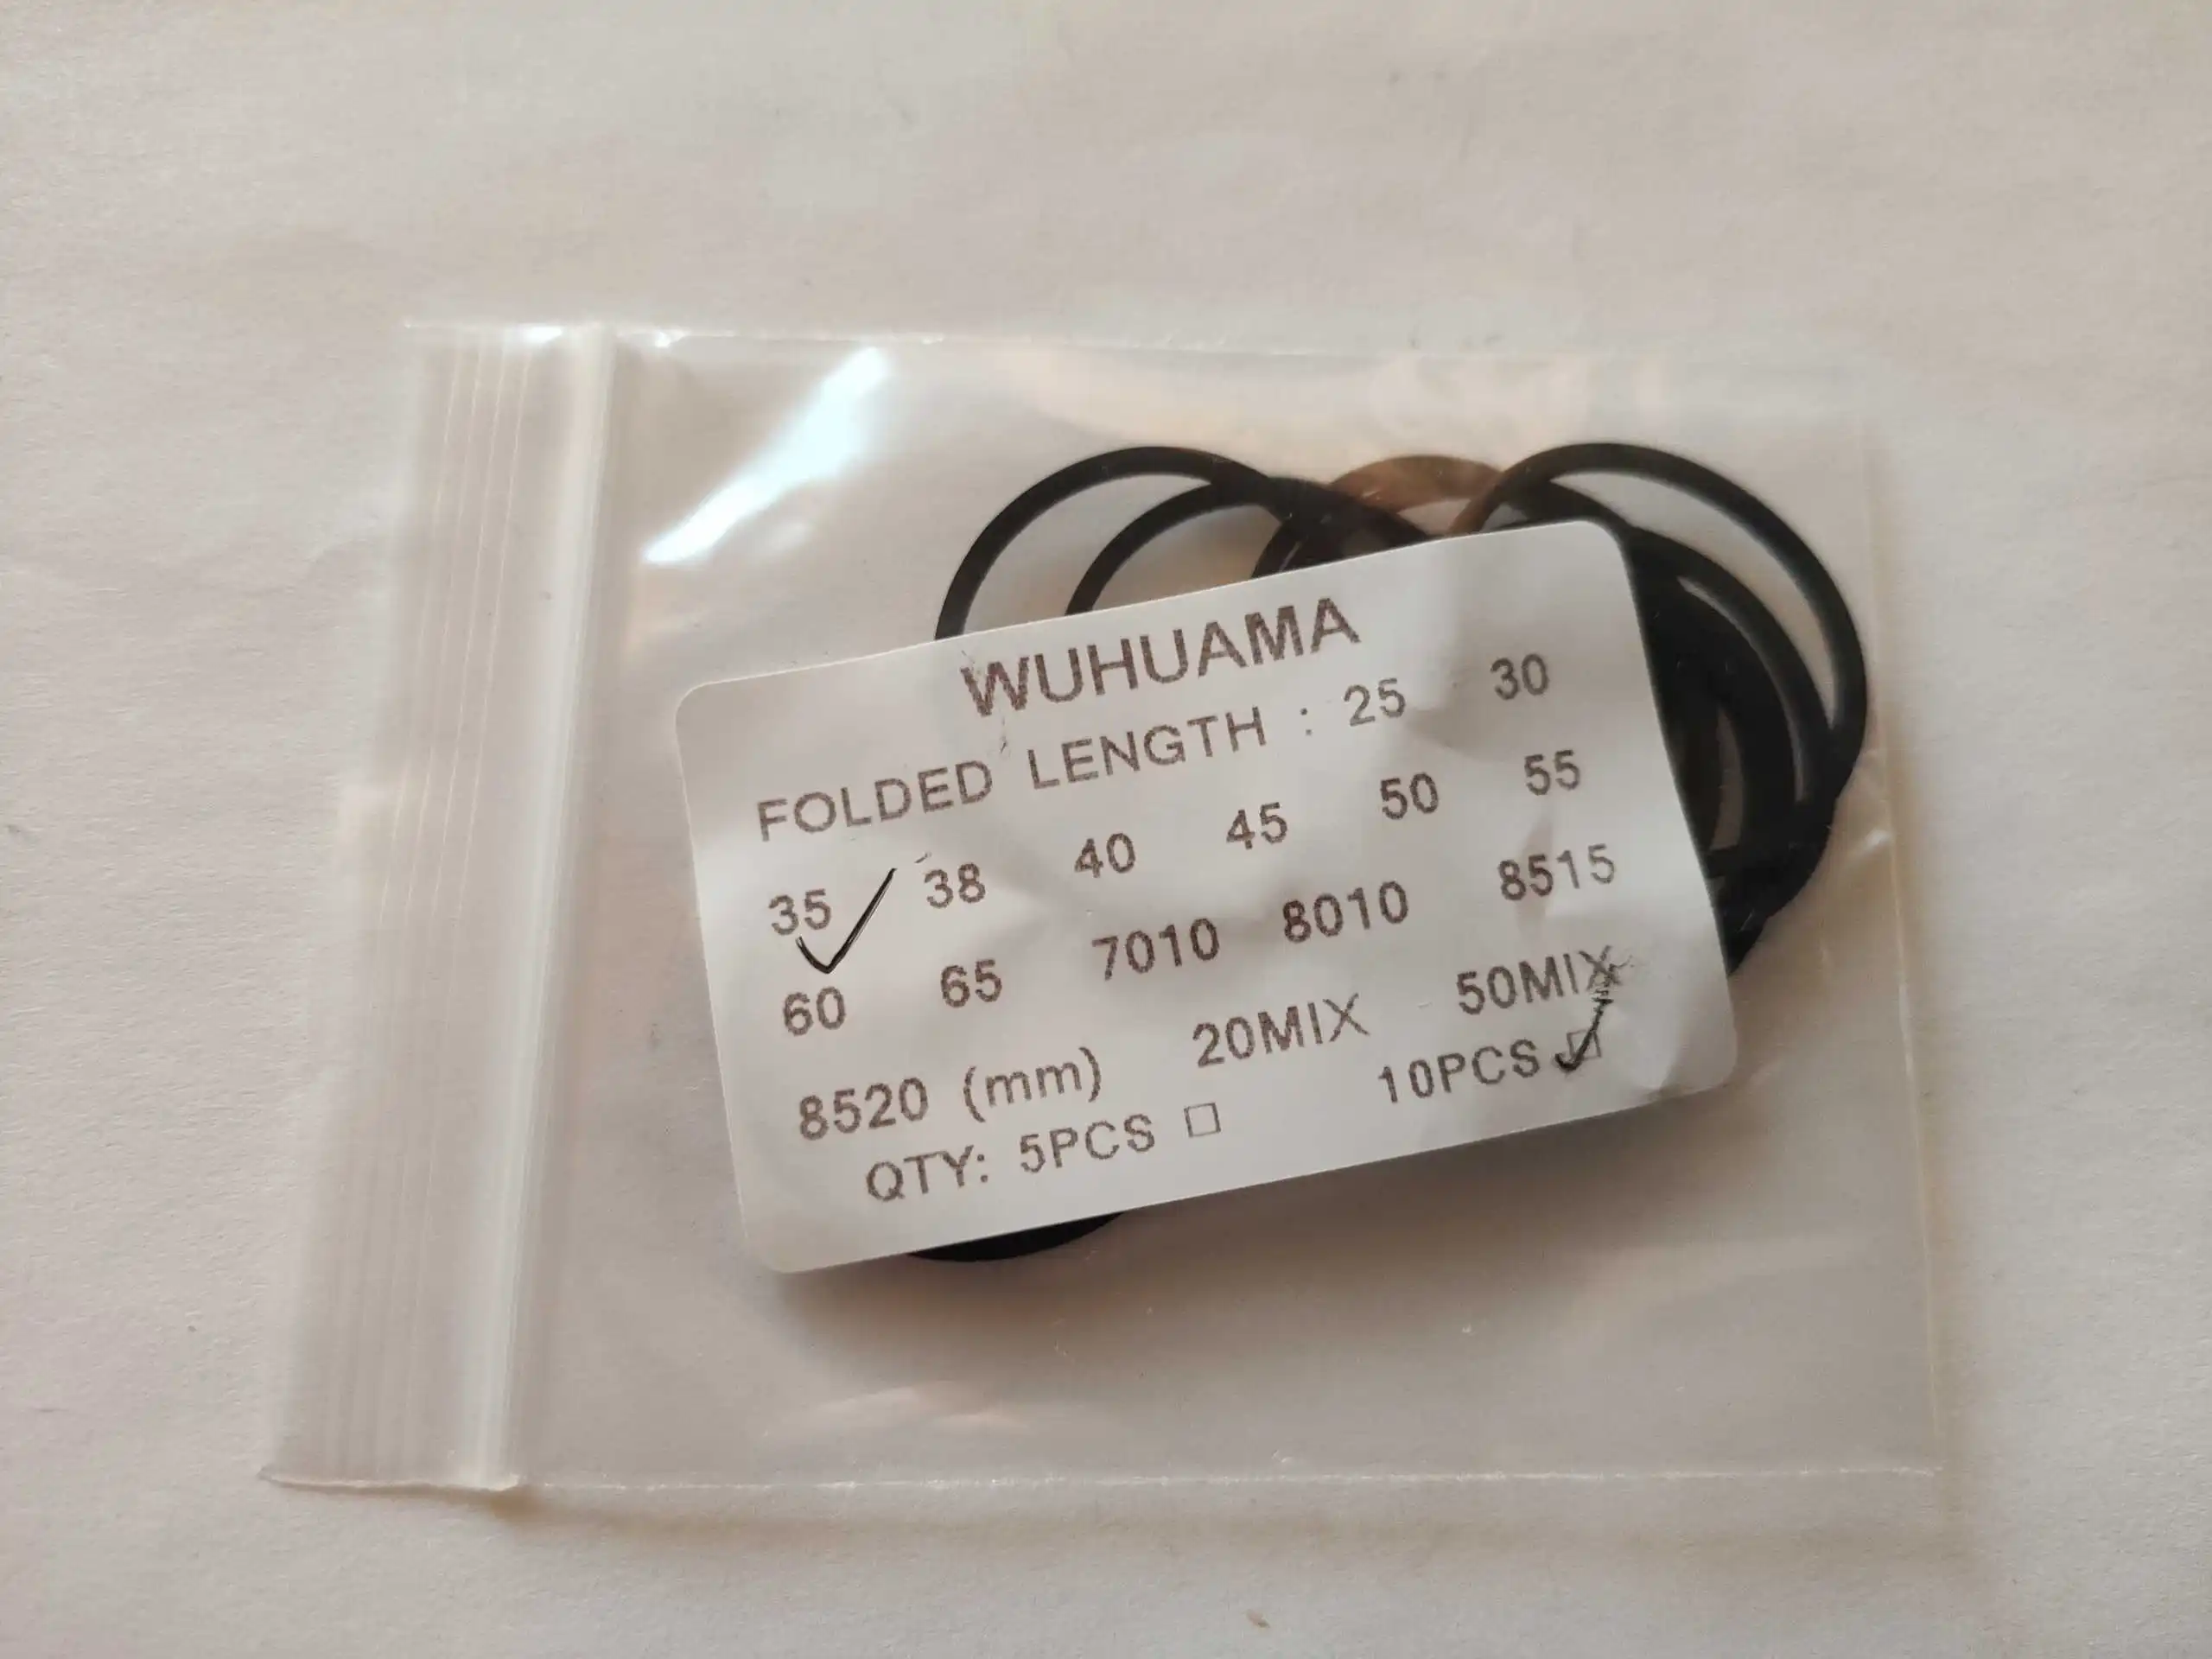 WUHUAMA
FOLDED LENGTH : 25 30
35 38 40 45 50 55
60 65 7010 8010 8515
8520 (mm) 20MIX 50MIX
QTY: 5PCS □ 10PCS □